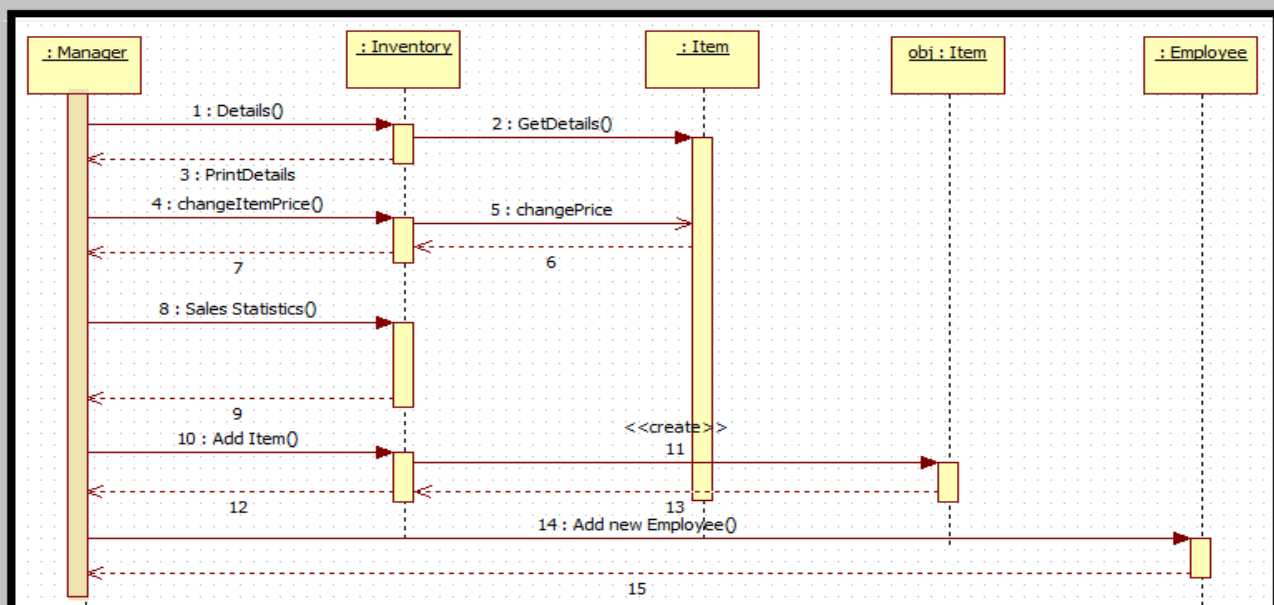 : Manager
: Inventory
: Item
obj : Item
: Employee
1 : Details()
2 : GetDetails()
3 : PrintDetails
4 : changeItemPrice()
5 : changePrice
6
7
8 : Sales Statistics()
9
<<create>>
10 : Add Item()
11
12
13
14 : Add new Employee()
15